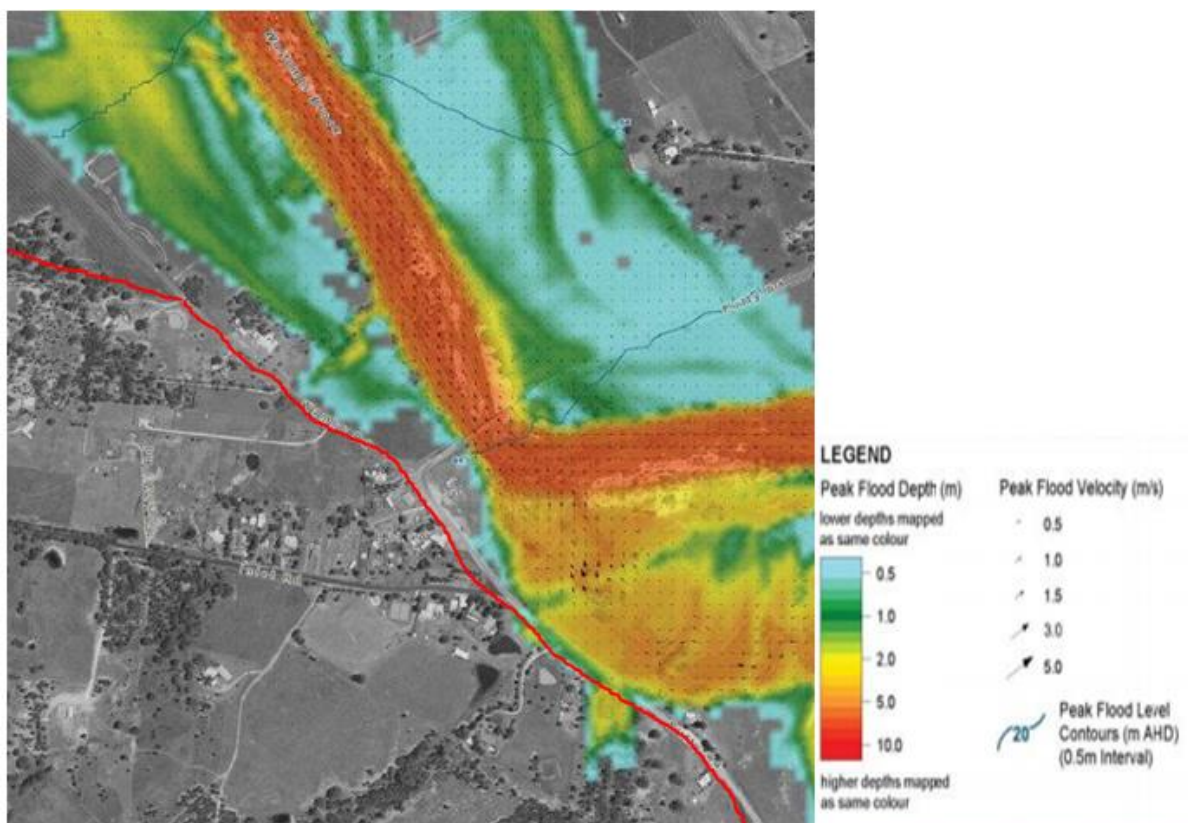 Wollombi Brook
LEGEND
Peak Flood Depth (m)
lower depths mapped
as same colour
0.5
1.0
2.0
5.0
10.0
higher depths mapped
as same colour
Peak Flood Velocity (m/s)
0.5
1.0
1.5
3.0
5.0
20
Peak Flood Level
Contours (m AHD)
(0.5m Interval)